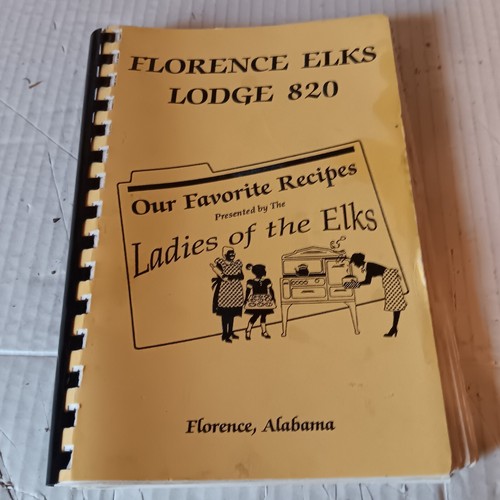 FLORENCE ELKS
LODGE 820
Our Favorite Recipes
Presented by The
Ladies of the Elks
Florence, Alabama